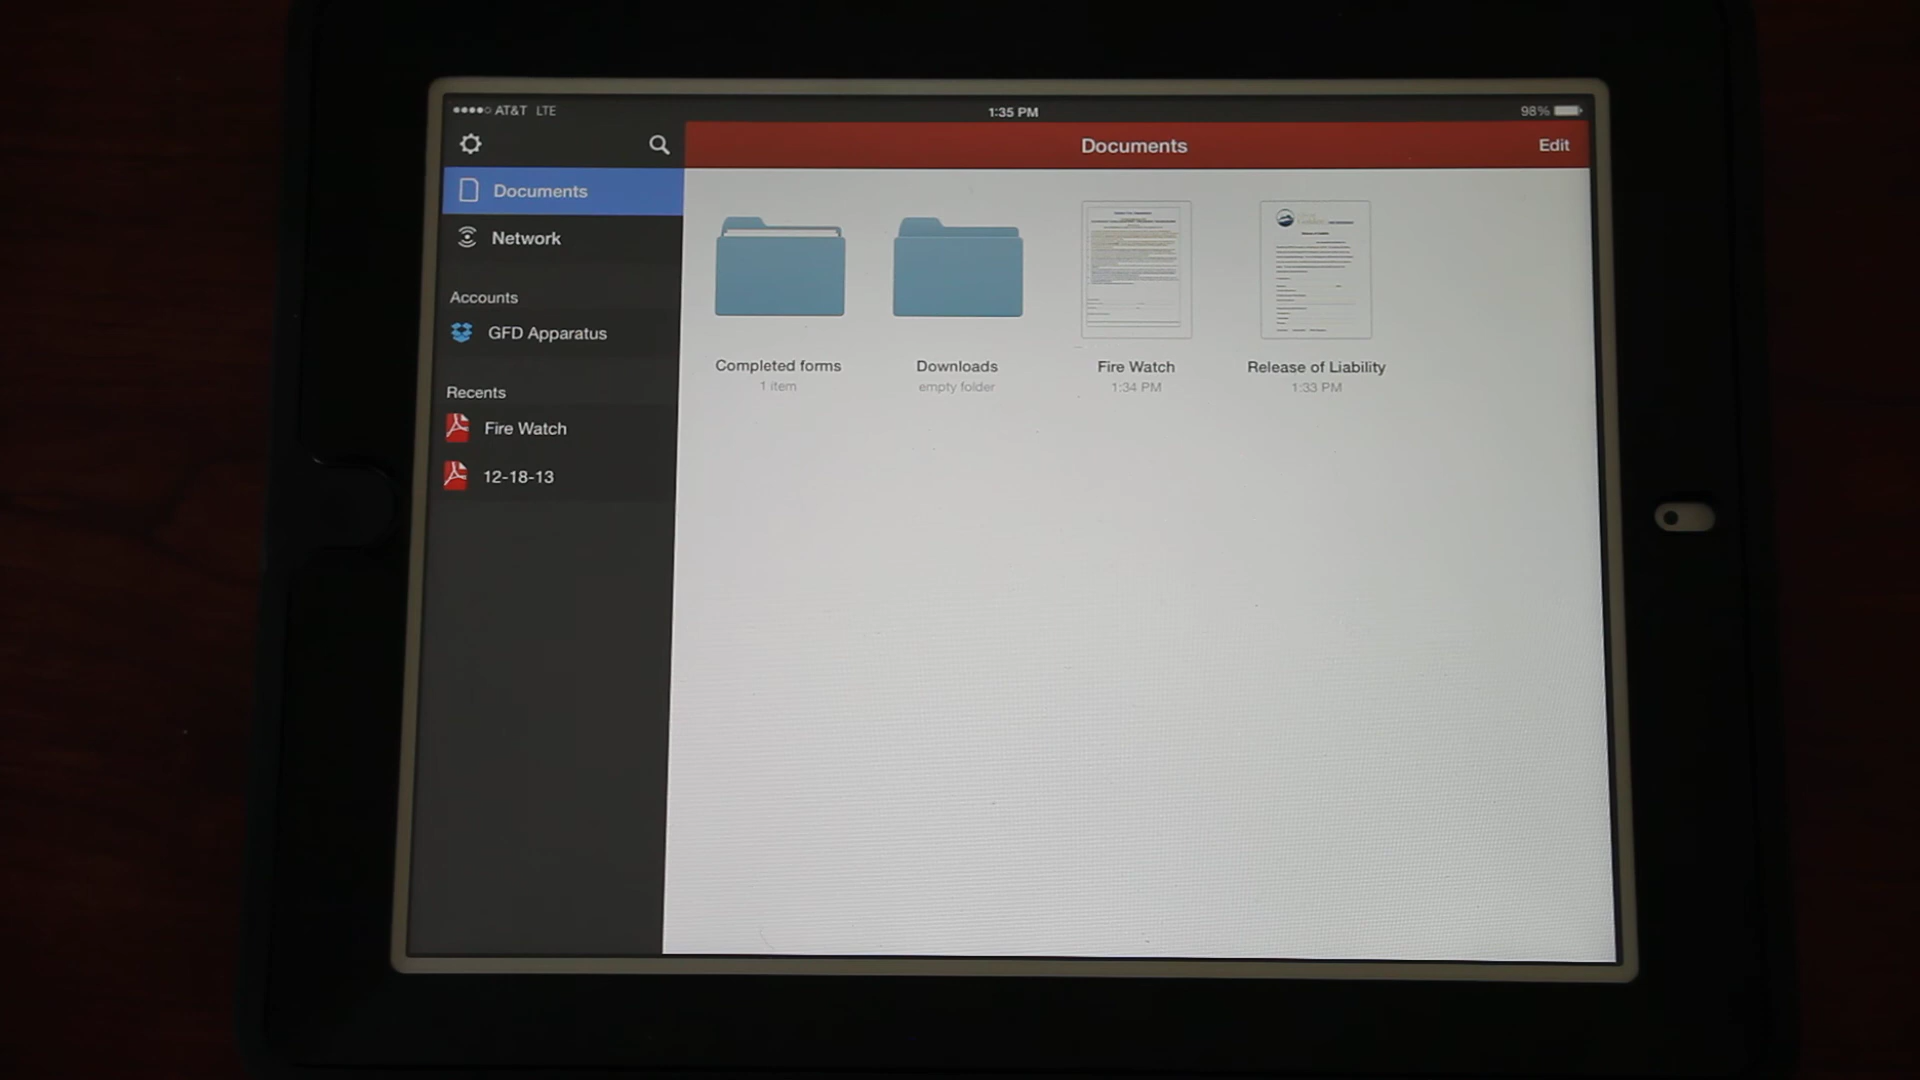 AT&T LTE
1:35 PM
98%
Documents
Edit
Documents
Network
Accounts
GFD Apparatus
Recents
Fire Watch
12-18-13
Completed forms
1 item
Downloads
empty folder
Fire Watch
1:34 PM
Release of Liability
1:33 PM